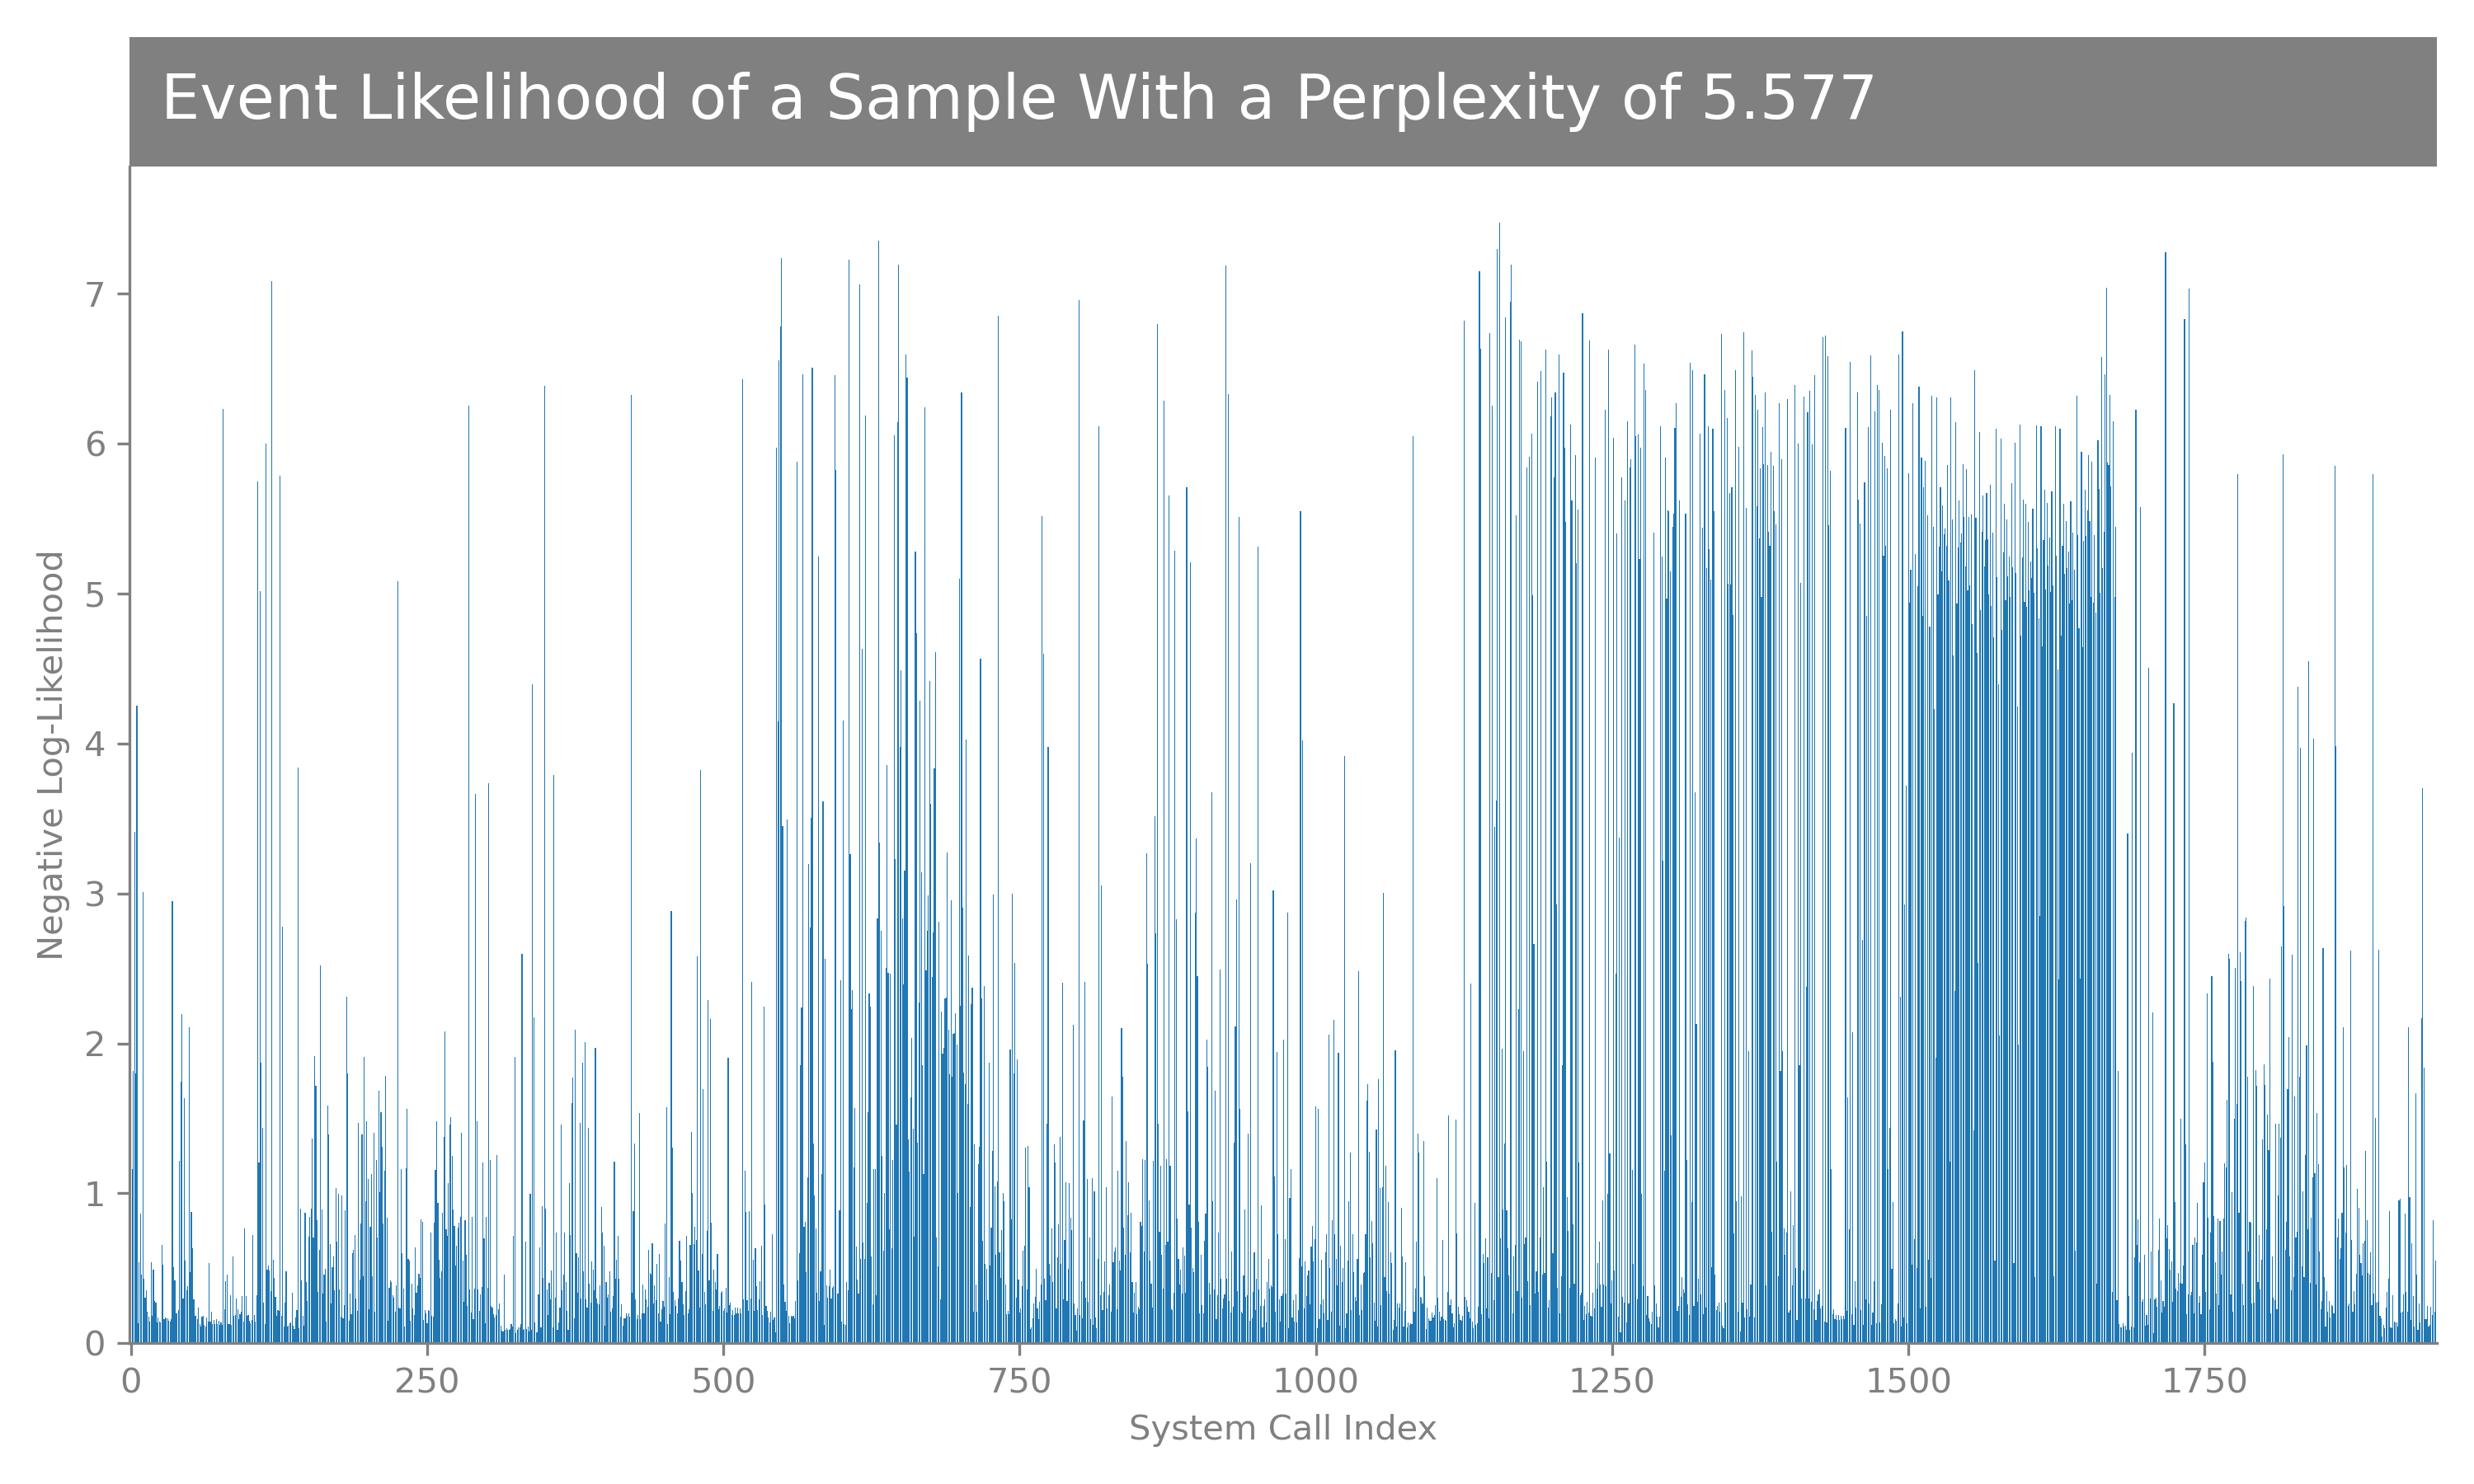 Event Likelihood of a Sample With a Perplexity of 5.577
7
6
5
4
3
2
1
0
Negative Log-Likelihood
0 250 500 750 1000 1250 1500 1750
System Call Index